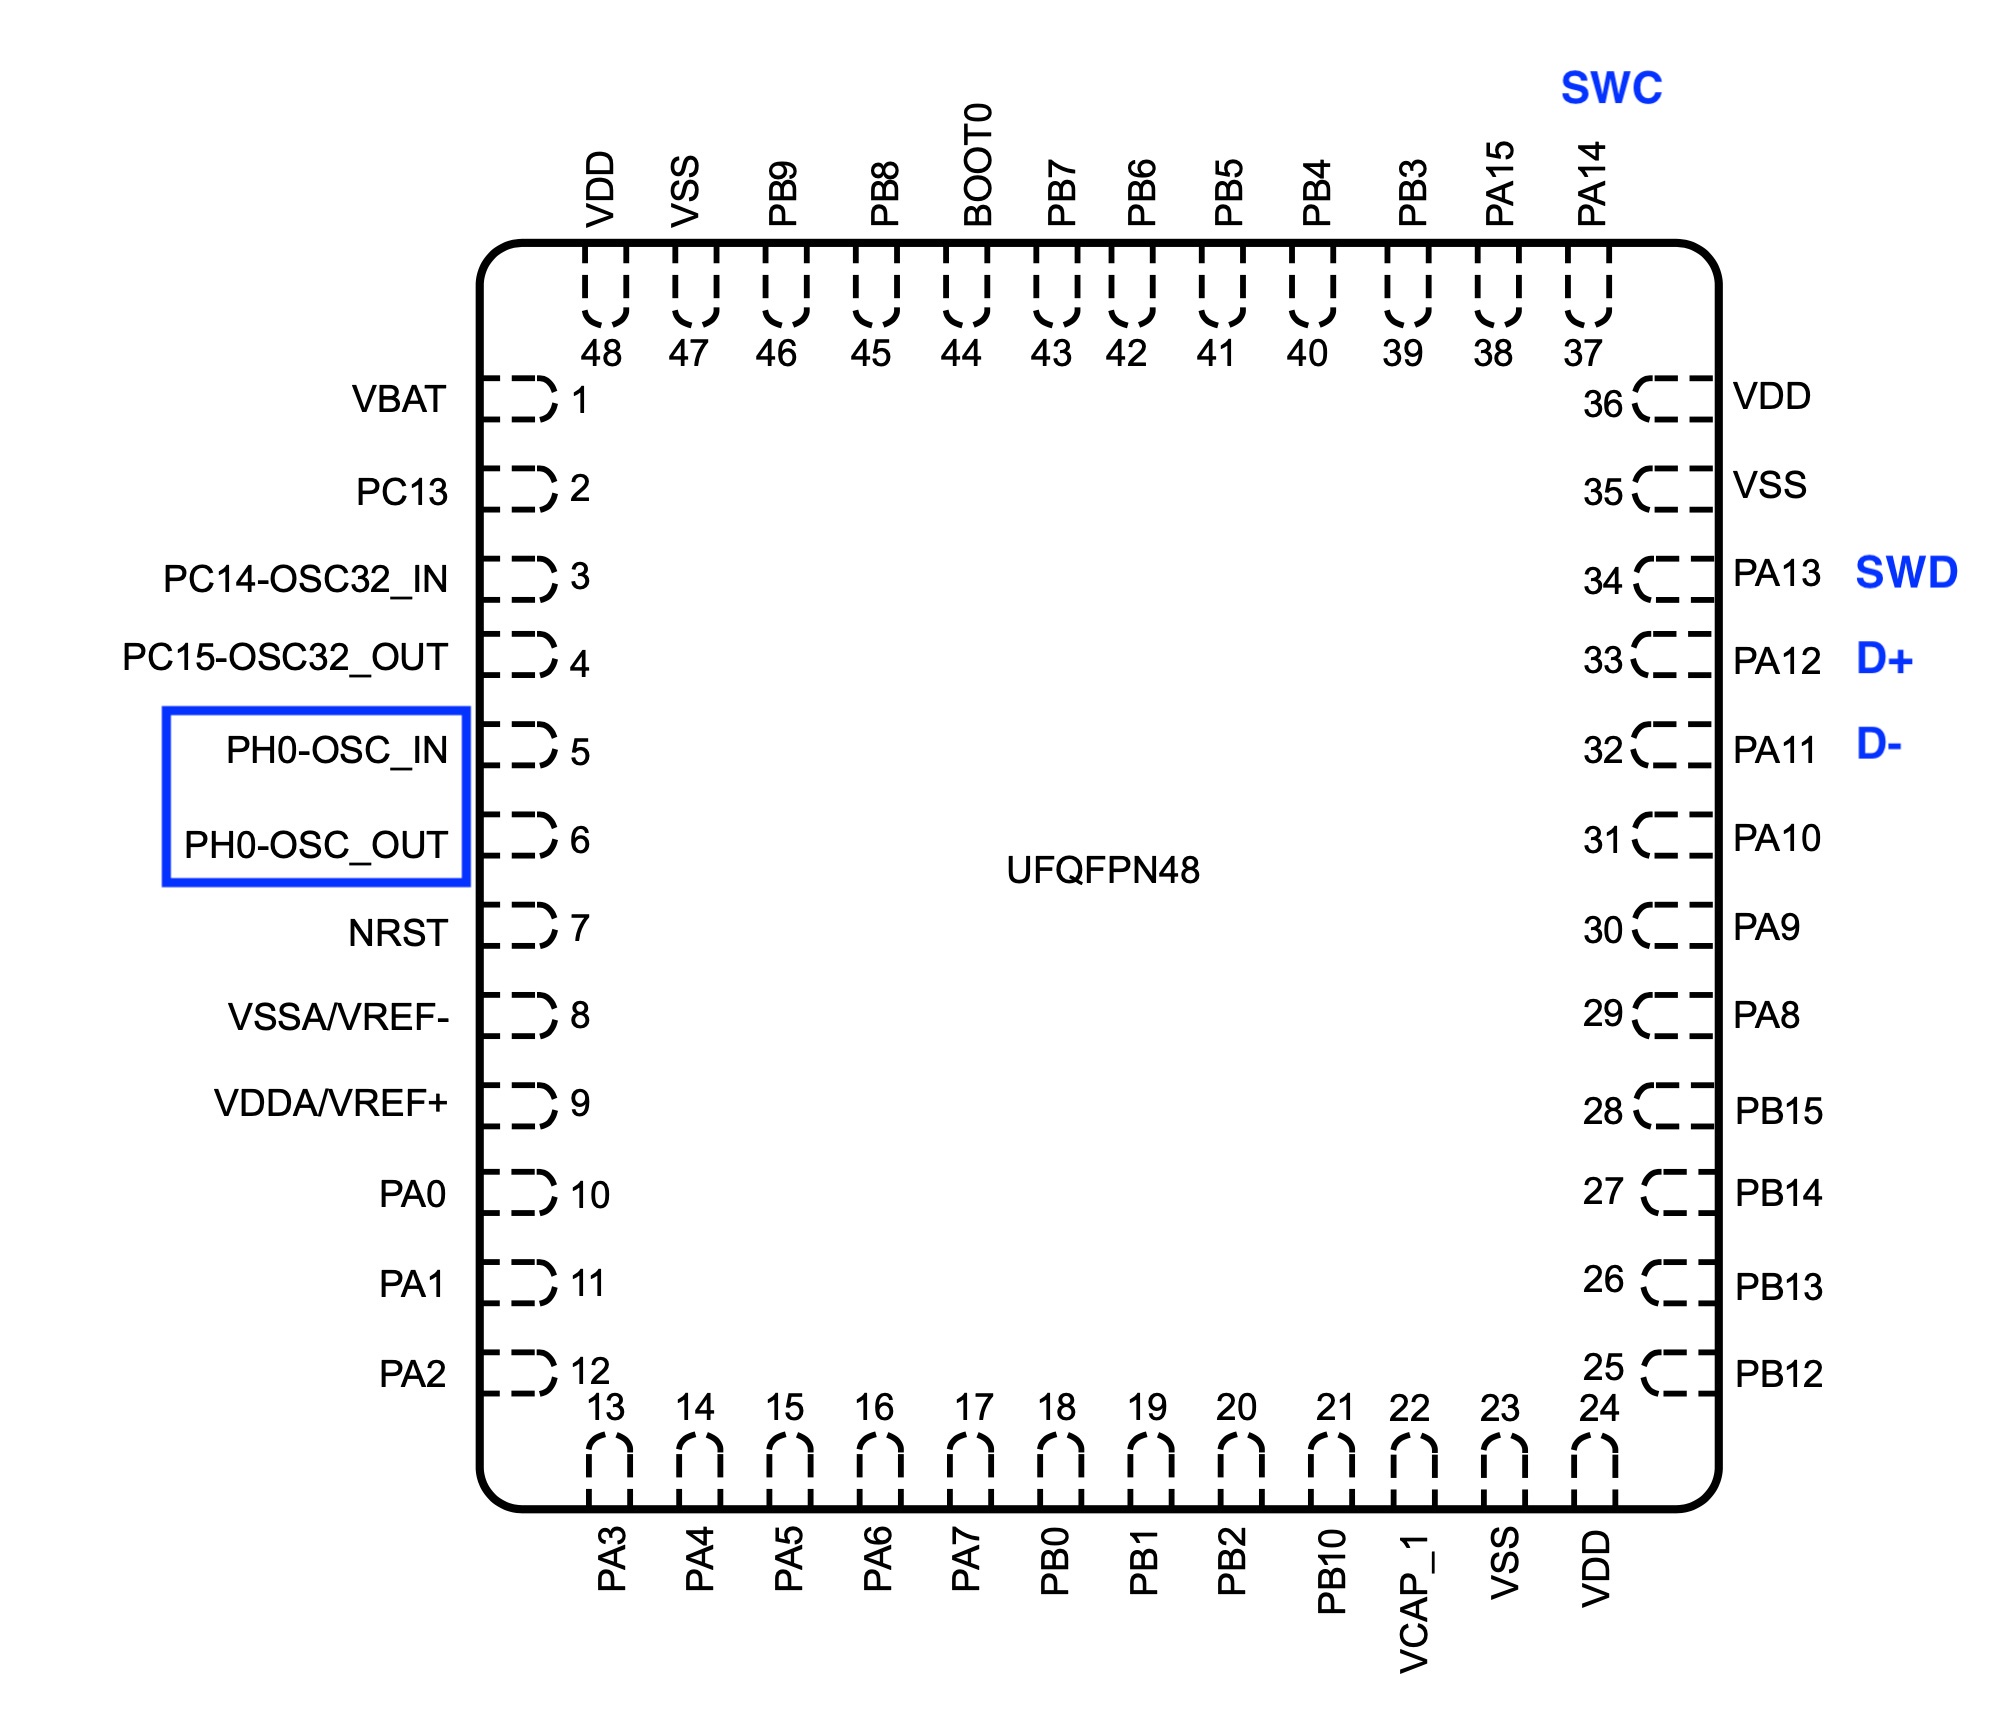 SWC
VDD
VSS
PB9
PB8
BOOT0
PB7
PB6
PB5
PB4
PB3
PA15
PA14
48 47 46 45 44 43 42 41 40 39 38 37
VBAT 1
PC13 2
PC14-OSC32_IN 3
PC15-OSC32_OUT 4
PH0-OSC_IN 5
PH0-OSC_OUT 6
NRST 7
VSSA/VREF- 8
VDDA/VREF+ 9
PA0 10
PA1 11
PA2 12
UFQFPN48
36 VDD
35 VSS
34 PA13 SWD
33 PA12 D+
32 PA11 D-
31 PA10
30 PA9
29 PA8
28 PB15
27 PB14
26 PB13
25 PB12
13 14 15 16 17 18 19 20 21 22 23 24
PA3
PA4
PA5
PA6
PA7
PB0
PB1
PB2
PB10
VCAP_1
VSS
VDD